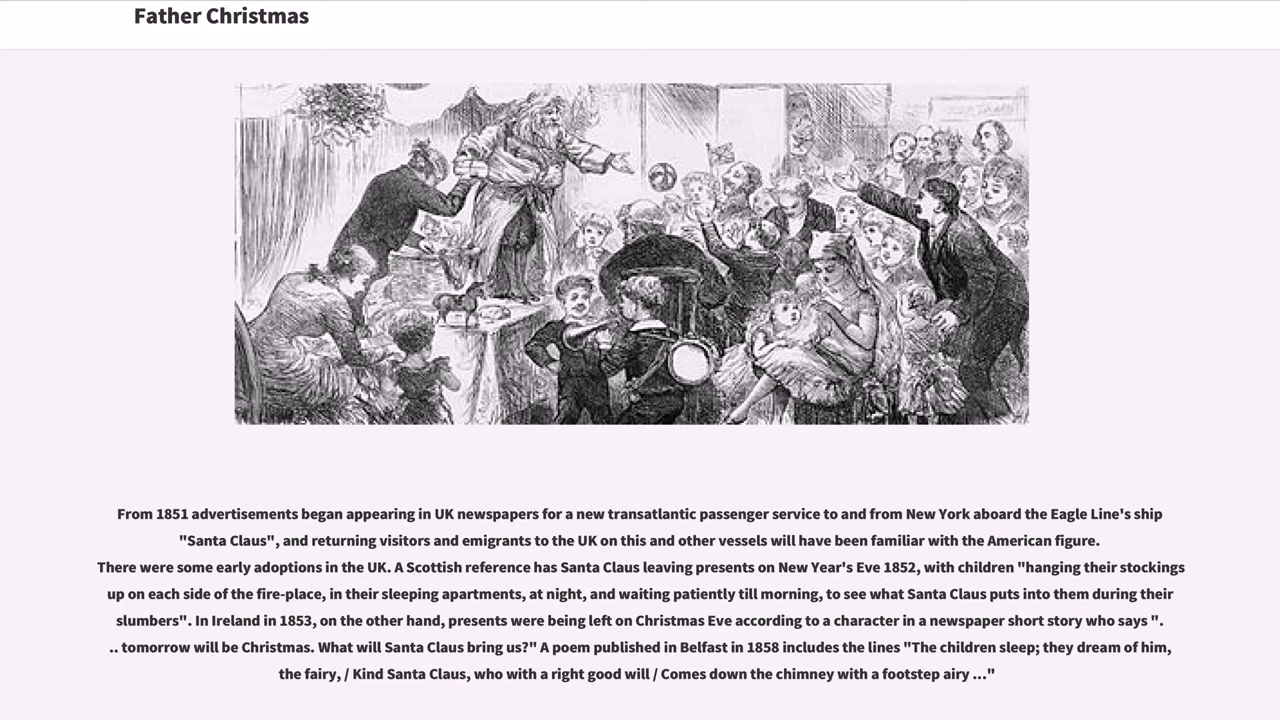 Father Christmas
From 1851 advertisements began appearing in UK newspapers for a new transatlantic passenger service to and from New York aboard the Eagle Line's ship
"Santa Claus", and returning visitors and emigrants to the UK on this and other vessels will have been familiar with the American figure.
There were some early adoptions in the UK. A Scottish reference has Santa Claus leaving presents on New Year's Eve 1852, with children "hanging their stockings
up on each side of the fire-place, in their sleeping apartments, at night, and waiting patiently till morning, to see what Santa Claus puts into them during their
slumbers". In Ireland in 1853, on the other hand, presents were being left on Christmas Eve according to a character in a newspaper short story who says ".
.. tomorrow will be Christmas. What will Santa Claus bring us?" A poem published in Belfast in 1858 includes the lines "The children sleep; they dream of him,
the fairy, / Kind Santa Claus, who with a right good will / Comes down the chimney with a footstep airy ..."